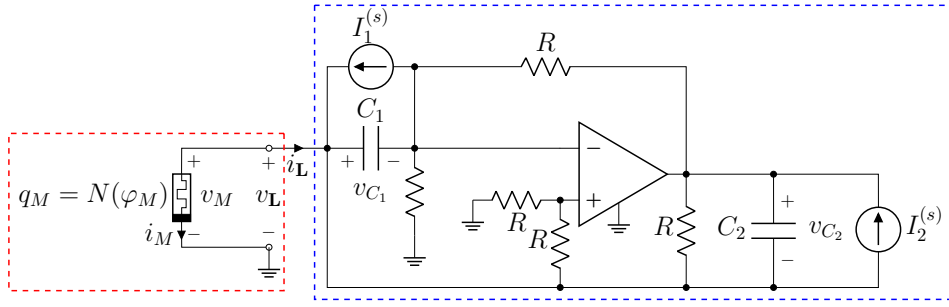 I_1^{(s)}
R
C_1
+ −
v_{C_1}
i_𝐋
+
+
q_M = N(φ_M)
v_M
v_𝐋
i_M
−
−
−
+
R
R
R
C_2
+
v_{C_2}
−
I_2^{(s)}